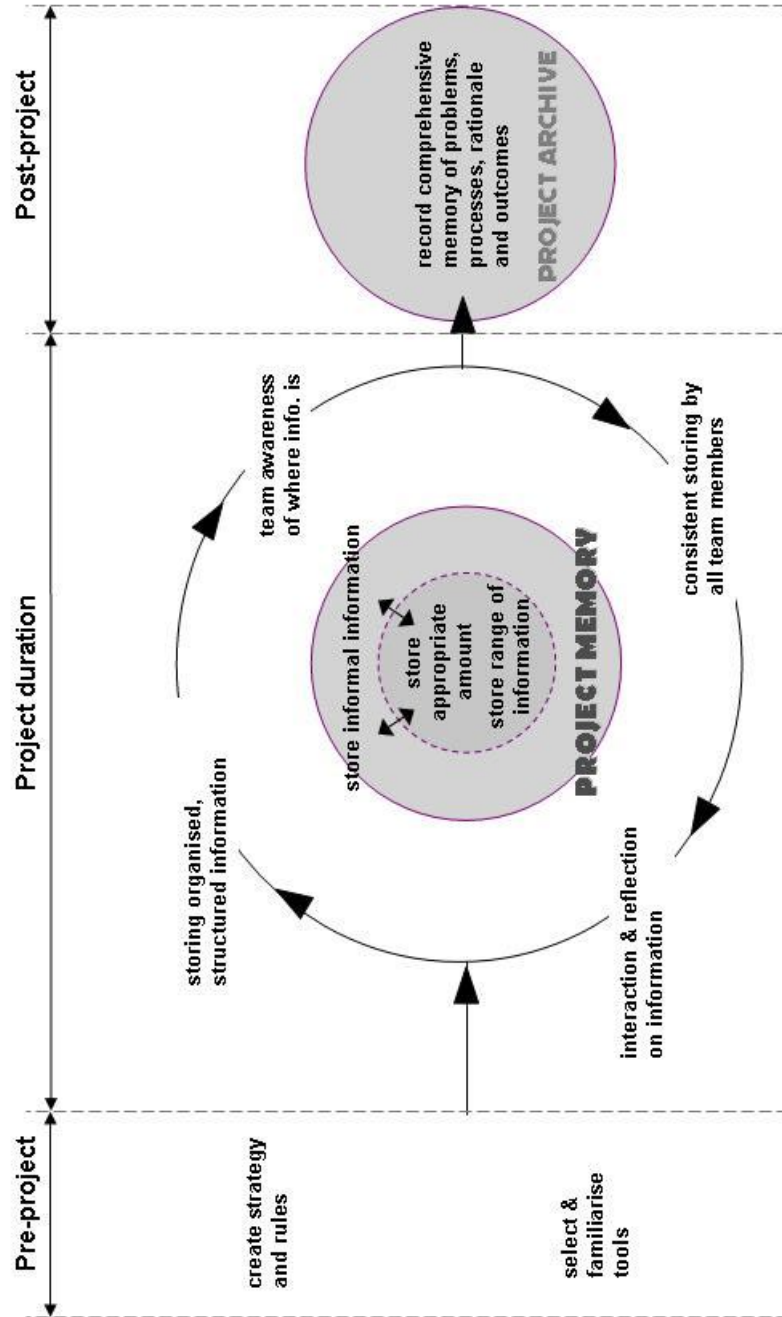 Pre-project
Project duration
Post-project
create strategy
and rules
select &
familiarise
tools
storing organised,
structured information
team awareness
of where info. is
consistent storing by
all team members
interaction & reflection
on information
store informal information
store
appropriate
amount
store range of
information
PROJECT MEMORY
record comprehensive
memory of problems,
processes, rationale
and outcomes
PROJECT ARCHIVE